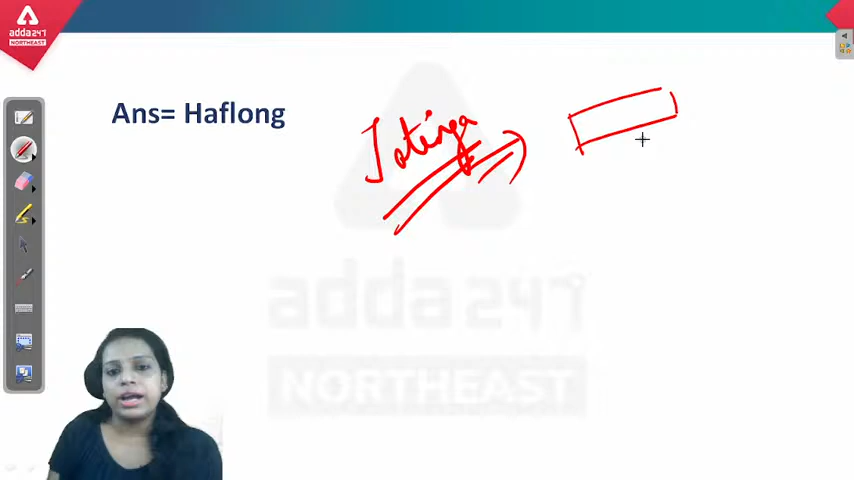 adda247
NORTHEAST
Ans= Haflong
Jatinga
adda247
NORTHEAST